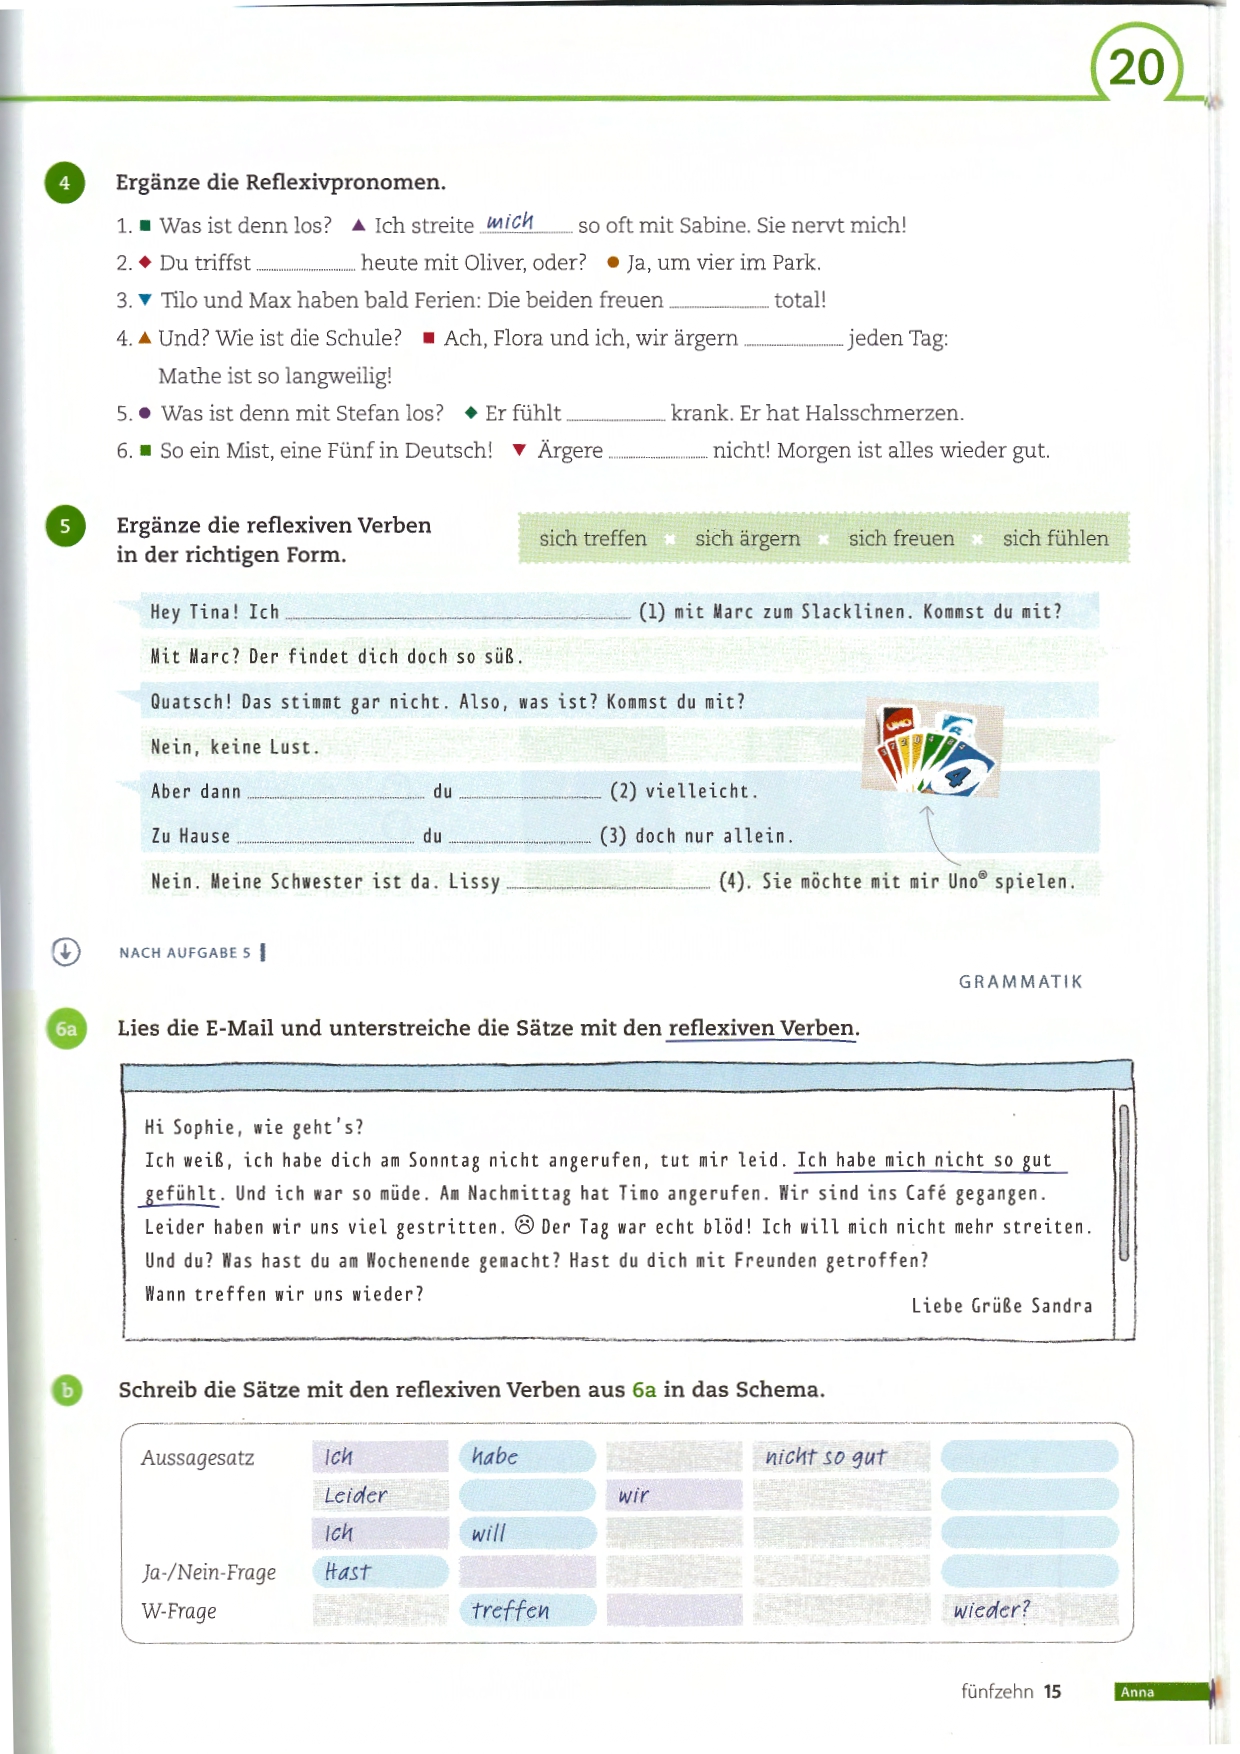 20
4 Ergänze die Reflexivpronomen.
1. ■ Was ist denn los? ▲ Ich streite mich so oft mit Sabine. Sie nervt mich!
2. ◆ Du triffst ____ heute mit Oliver, oder? ● Ja, um vier im Park.
3. ▼ Tilo und Max haben bald Ferien: Die beiden freuen ____ total!
4. ▲ Und? Wie ist die Schule? ■ Ach, Flora und ich, wir ärgern ____ jeden Tag:
Mathe ist so langweilig!
5. ● Was ist denn mit Stefan los? ◆ Er fühlt ____ krank. Er hat Halsschmerzen.
6. ■ So ein Mist, eine Fünf in Deutsch! ▼ Ärgere ____ nicht! Morgen ist alles wieder gut.
5 Ergänze die reflexiven Verben
in der richtigen Form.
sich treffen × sich ärgern × sich freuen × sich fühlen
Hey Tina! Ich ____ (1) mit Marc zum Slacklinen. Kommst du mit?
Mit Marc? Der findet dich doch so süß.
Quatsch! Das stimmt gar nicht. Also, was ist? Kommst du mit?
UNO
Nein, keine Lust.
4
Aber dann ____ du ____ (2) vielleicht.
Zu Hause ____ du ____ (3) doch nur allein.
Nein. Meine Schwester ist da. Lissy ____ (4). Sie möchte mit mir Uno® spielen.
NACH AUFGABE 5
GRAMMATIK
6a Lies die E-Mail und unterstreiche die Sätze mit den reflexiven Verben.
Hi Sophie, wie geht's?
Ich weiß, ich habe dich am Sonntag nicht angerufen, tut mir leid. Ich habe mich nicht so gut
gefühlt. Und ich war so müde. Am Nachmittag hat Timo angerufen. Wir sind ins Café gegangen.
Leider haben wir uns viel gestritten. ☹ Der Tag war echt blöd! Ich will mich nicht mehr streiten.
Und du? Was hast du am Wochenende gemacht? Hast du dich mit Freunden getroffen?
Wann treffen wir uns wieder?
Liebe Grüße Sandra
b Schreib die Sätze mit den reflexiven Verben aus 6a in das Schema.
Aussagesatz Ich habe nicht so gut
Leider wir
Ich will
Ja-/Nein-Frage Hast
W-Frage treffen wieder?
fünfzehn 15 Anna